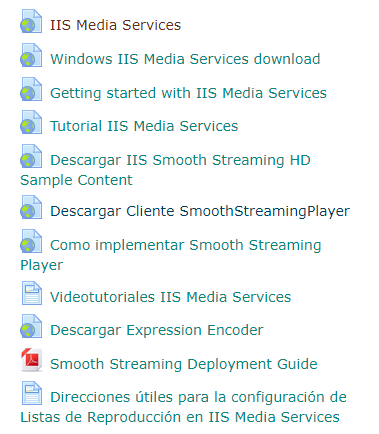 IIS Media Services
Windows IIS Media Services download
Getting started with IIS Media Services
Tutorial IIS Media Services
Descargar IIS Smooth Streaming HD
Sample Content
Descargar Cliente SmoothStreamingPlayer
Como implementar Smooth Streaming
Player
Videotutoriales IIS Media Services
Descargar Expression Encoder
Smooth Streaming Deployment Guide
Direcciones útiles para la configuración de
Listas de Reproducción en IIS Media Services